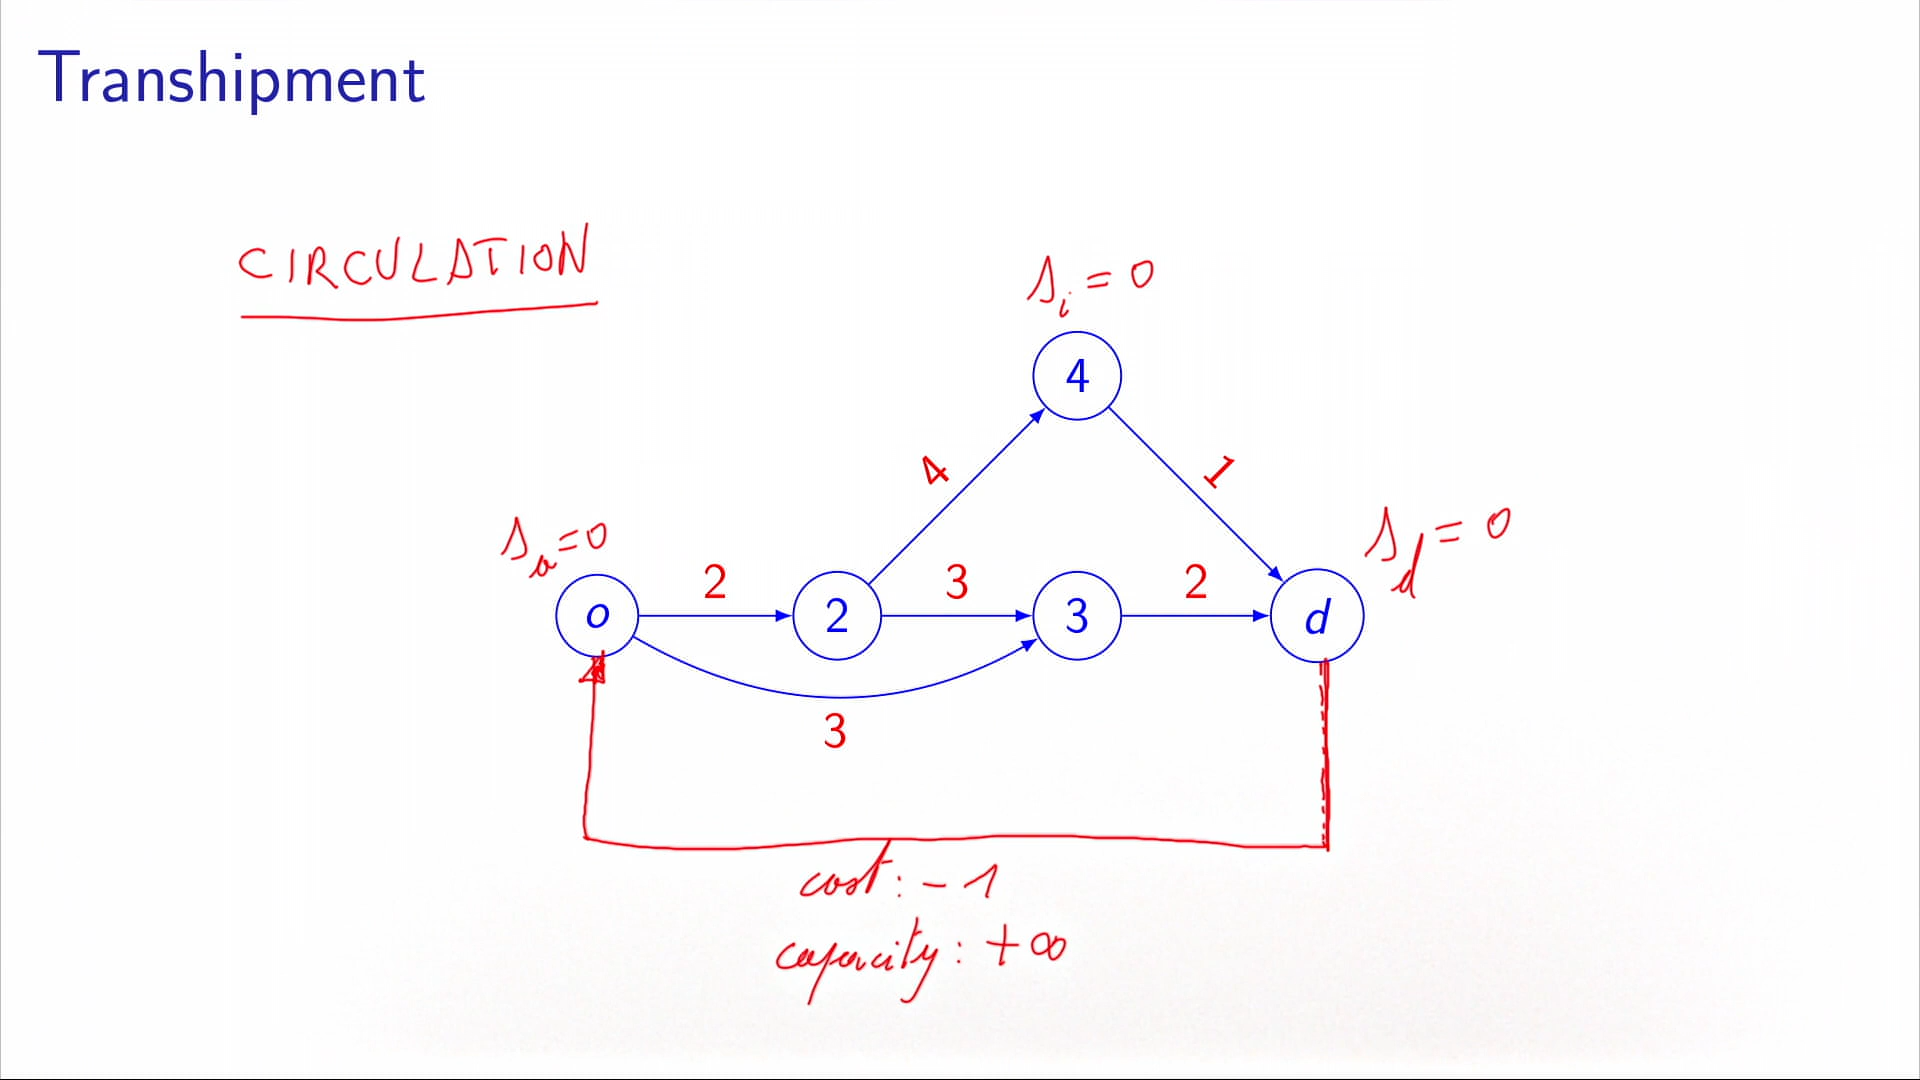 Transhipment
CIRCULATION
s_i = 0
4
4
1
s_o = 0
s_d = 0
2
3
2
o
2
3
d
3
cost: -1
capacity: +∞